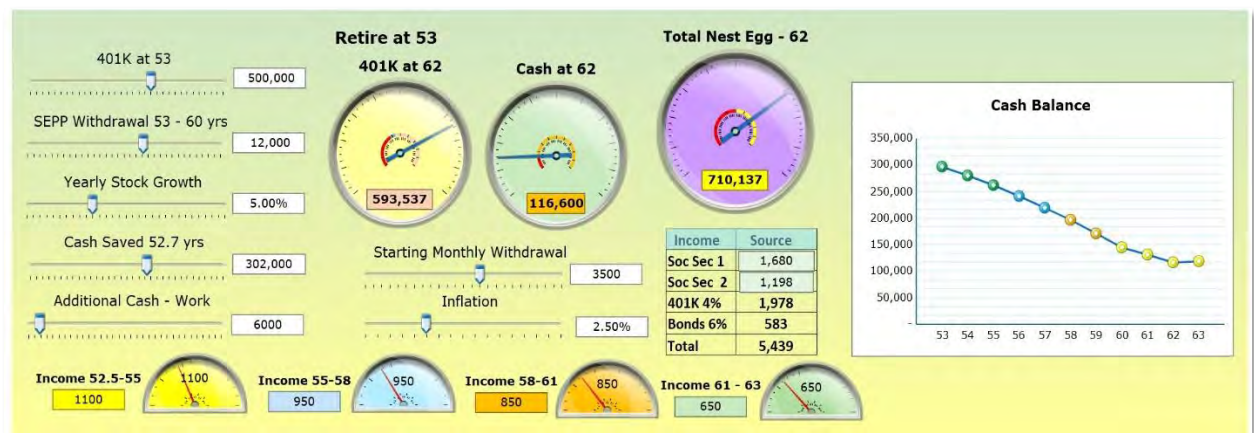 Retire at 53
401K at 53
500,000
SEPP Withdrawal 53 - 60 yrs
12,000
Yearly Stock Growth
5.00%
Cash Saved 52.7 yrs
302,000
Additional Cash - Work
6000
401K at 62
593,537
Cash at 62
116,600
Total Nest Egg - 62
710,137
Starting Monthly Withdrawal
3500
Inflation
2.50%
Income Source
Soc Sec 1 1,680
Soc Sec 2 1,198
401K 4% 1,978
Bonds 6% 583
Total 5,439
Cash Balance
350,000
300,000
250,000
200,000
150,000
100,000
50,000
-
53 54 55 56 57 58 59 60 61 62 63
Income 52.5-55
1100
1100
Income 55-58
950
950
Income 58-61
850
850
Income 61 - 63
650
650